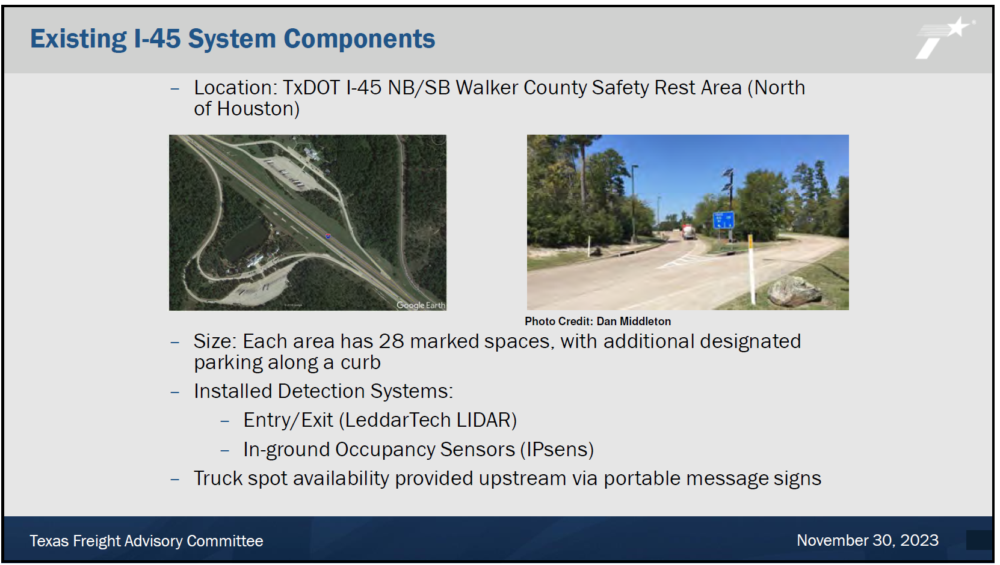 Existing I-45 System Components
®
– Location: TxDOT I-45 NB/SB Walker County Safety Rest Area (North
of Houston)
Google Earth
Photo Credit: Dan Middleton
– Size: Each area has 28 marked spaces, with additional designated
parking along a curb
– Installed Detection Systems:
– Entry/Exit (LeddarTech LIDAR)
– In-ground Occupancy Sensors (IPsens)
– Truck spot availability provided upstream via portable message signs
Texas Freight Advisory Committee
November 30, 2023